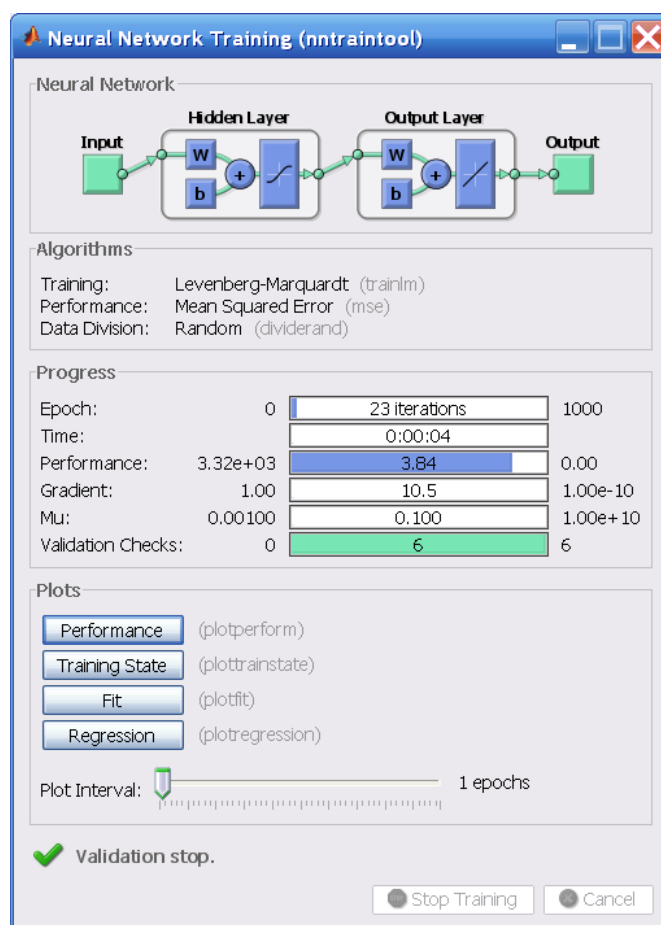 Neural Network Training (nntraintool)
Neural Network
Hidden Layer Output Layer
Input Output
W W
b b
+ +
Algorithms
Training: Levenberg-Marquardt (trainlm)
Performance: Mean Squared Error (mse)
Data Division: Random (dividerand)
Progress
Epoch: 0 23 iterations 1000
Time: 0:00:04
Performance: 3.32e+03 3.84 0.00
Gradient: 1.00 10.5 1.00e-10
Mu: 0.00100 0.100 1.00e+10
Validation Checks: 0 6 6
Plots
Performance (plotperform)
Training State (plottrainstate)
Fit (plotfit)
Regression (plotregression)
Plot Interval: 1 epochs
Validation stop.
Stop Training Cancel